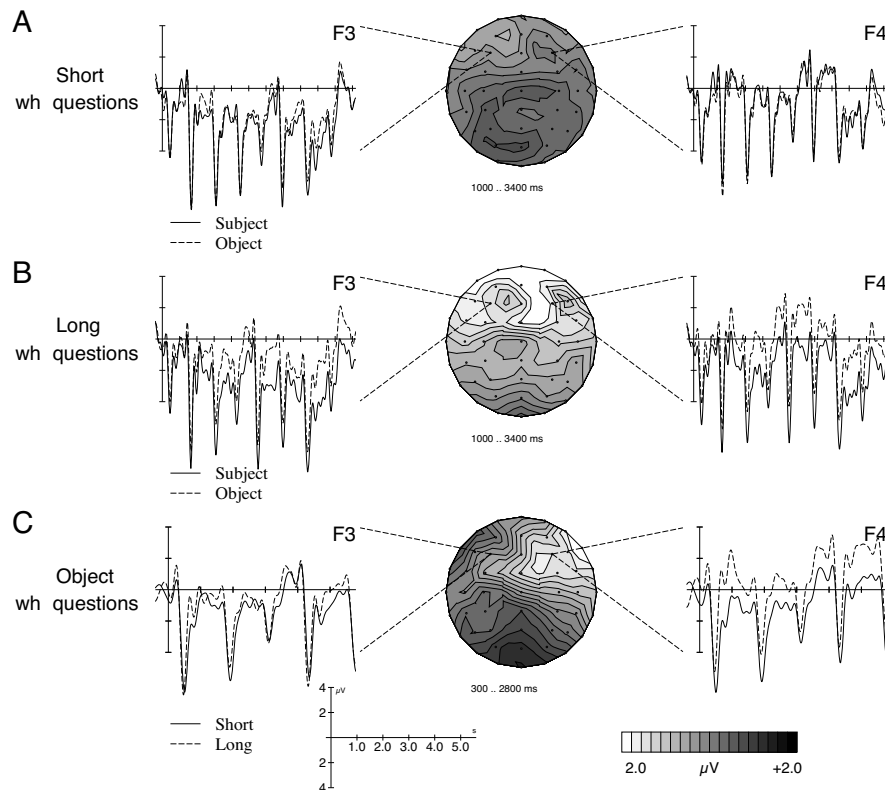 A
Short
wh questions
F3
F4
1000 .. 3400 ms
Subject
Object
B
Long
wh questions
F3
F4
1000 .. 3400 ms
Subject
Object
C
Object
wh questions
F3
F4
300 .. 2800 ms
Short
Long
4
µV
2
s
1.0 2.0 3.0 4.0 5.0
2
4
2.0 µV +2.0